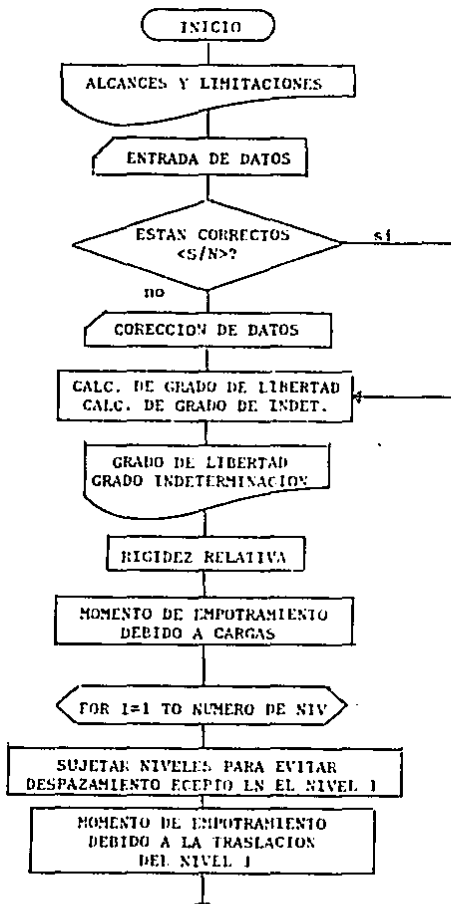 INICIO
ALCANCES Y LIMITACIONES
ENTRADA DE DATOS
ESTAN CORRECTOS
<S/N>?
si
no
CORECCION DE DATOS
CALC. DE GRADO DE LIBERTAD
CALC. DE GRADO DE INDET.
GRADO DE LIBERTAD
GRADO INDETERMINACION
RIGIDEZ RELATIVA
MOMENTO DE EMPOTRAMIENTO
DEBIDO A CARGAS
FOR I=1 TO NUMERO DE NIV
SUJETAR NIVELES PARA EVITAR
DESPAZAMIENTO ECEPTO EN EL NIVEL I
MOMENTO DE EMPOTRAMIENTO
DEBIDO A LA TRASLACION
DEL NIVEL I